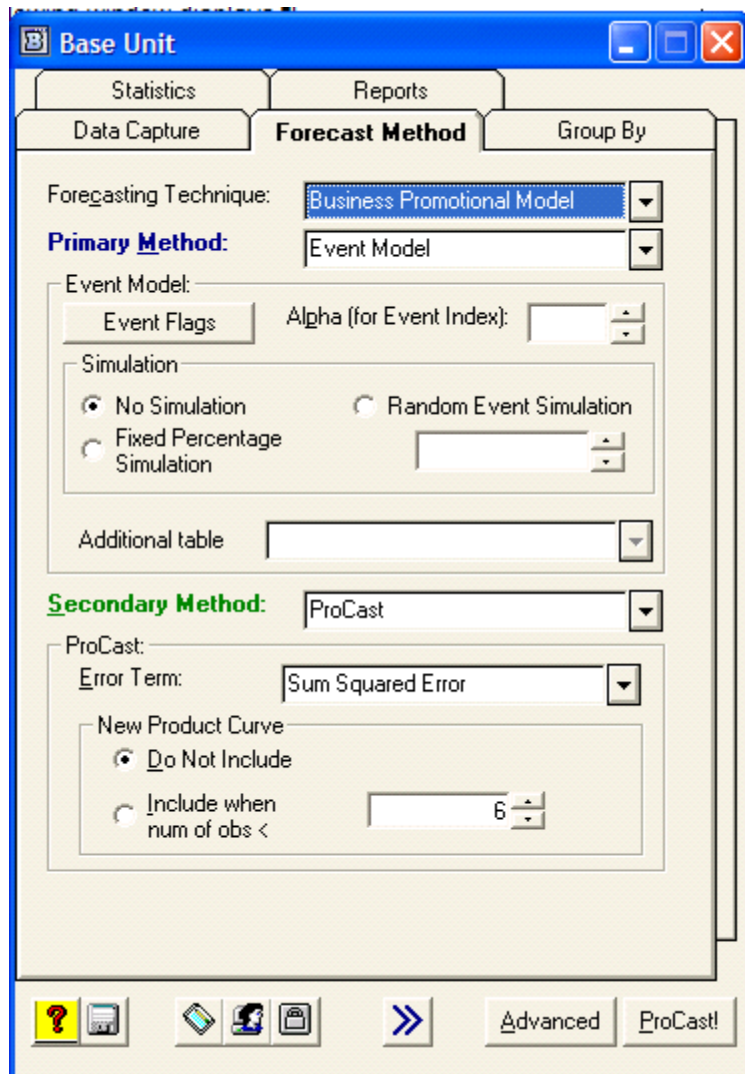 Base Unit
Statistics Reports
Data Capture Forecast Method Group By
Forecasting Technique: Business Promotional Model
Primary Method: Event Model
Event Model:
Event Flags Alpha (for Event Index):
Simulation
No Simulation Random Event Simulation
Fixed Percentage
Simulation
Additional table
Secondary Method: ProCast
ProCast:
Error Term: Sum Squared Error
New Product Curve
Do Not Include
Include when
num of obs < 6
? Advanced ProCast!